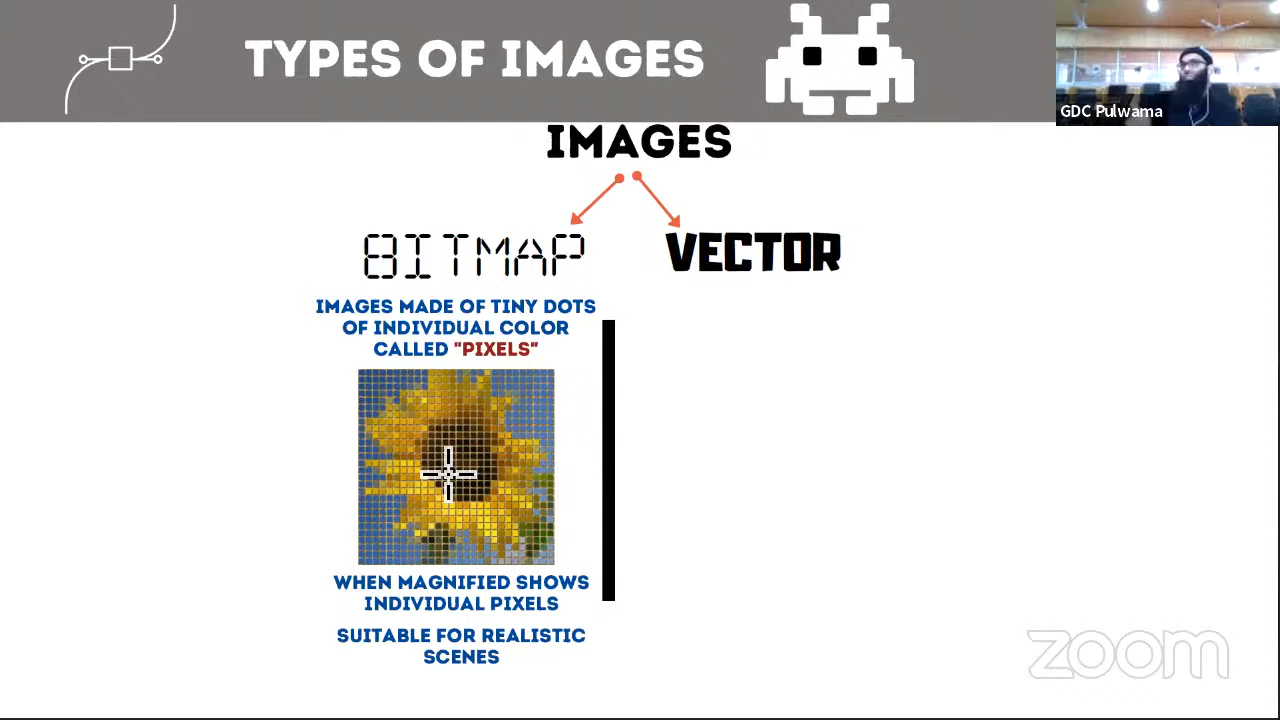 TYPES OF IMAGES
GDC Pulwama
IMAGES
BITMAP
VECTOR
IMAGES MADE OF TINY DOTS
OF INDIVIDUAL COLOR
CALLED "PIXELS"
WHEN MAGNIFIED SHOWS
INDIVIDUAL PIXELS
SUITABLE FOR REALISTIC
SCENES
zoom